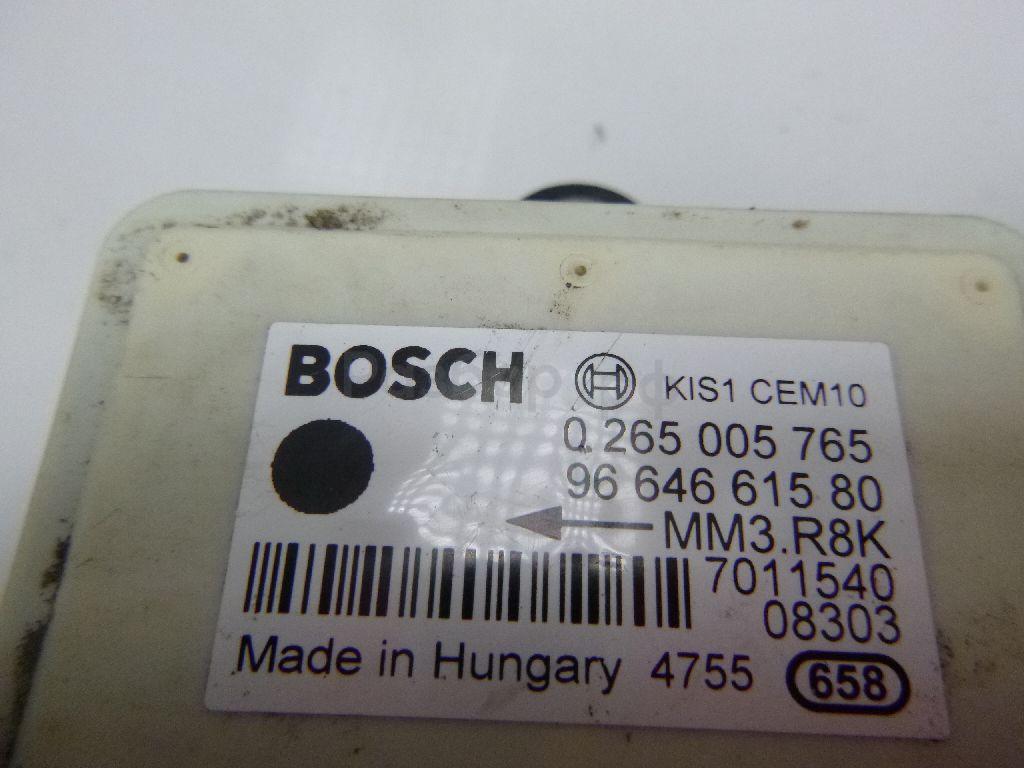 BOSCH KIS1 CEM10
0 265 005 765
96 646 615 80
MM3.R8K
7011540
08303
Made in Hungary 4755 658